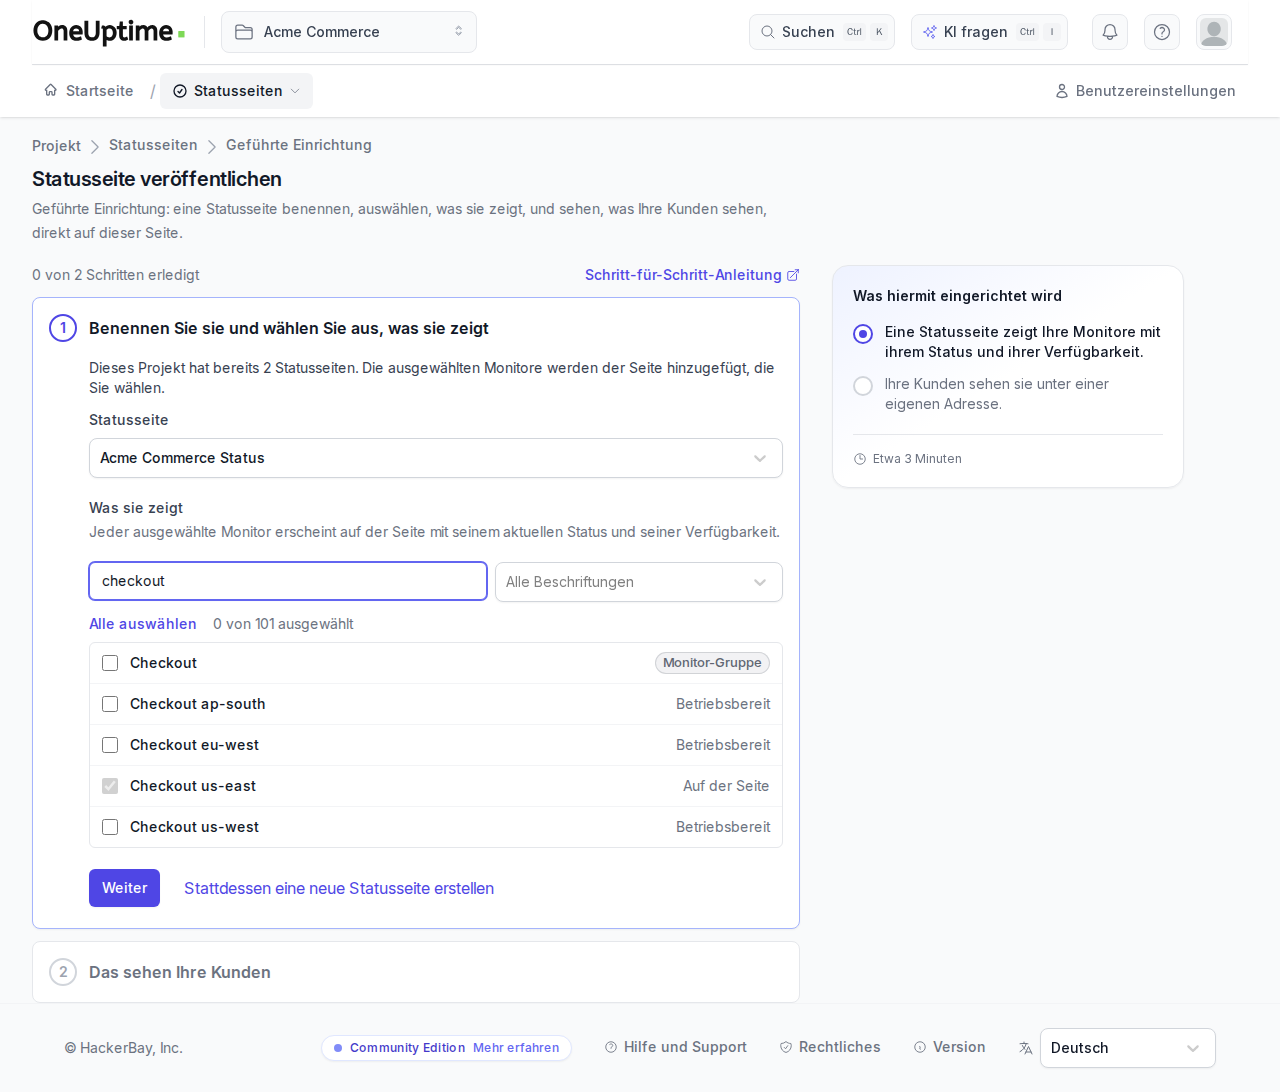 OneUptime
Acme Commerce
Suchen Ctrl K
KI fragen Ctrl I
Startseite / Statusseiten
Benutzereinstellungen
Projekt Statusseiten Geführte Einrichtung
Statusseite veröffentlichen
Geführte Einrichtung: eine Statusseite benennen, auswählen, was sie zeigt, und sehen, was Ihre Kunden sehen,
direkt auf dieser Seite.
0 von 2 Schritten erledigt
Schritt-für-Schritt-Anleitung
1 Benennen Sie sie und wählen Sie aus, was sie zeigt
Dieses Projekt hat bereits 2 Statusseiten. Die ausgewählten Monitore werden der Seite hinzugefügt, die
Sie wählen.
Statusseite
Acme Commerce Status
Was sie zeigt
Jeder ausgewählte Monitor erscheint auf der Seite mit seinem aktuellen Status und seiner Verfügbarkeit.
checkout
Alle Beschriftungen
Alle auswählen 0 von 101 ausgewählt
Checkout Monitor-Gruppe
Checkout ap-south Betriebsbereit
Checkout eu-west Betriebsbereit
Checkout us-east Auf der Seite
Checkout us-west Betriebsbereit
Weiter
Stattdessen eine neue Statusseite erstellen
2 Das sehen Ihre Kunden
Was hiermit eingerichtet wird
Eine Statusseite zeigt Ihre Monitore mit
ihrem Status und ihrer Verfügbarkeit.
Ihre Kunden sehen sie unter einer
eigenen Adresse.
Etwa 3 Minuten
© HackerBay, Inc.
Community Edition Mehr erfahren
Hilfe und Support
Rechtliches
Version
Deutsch